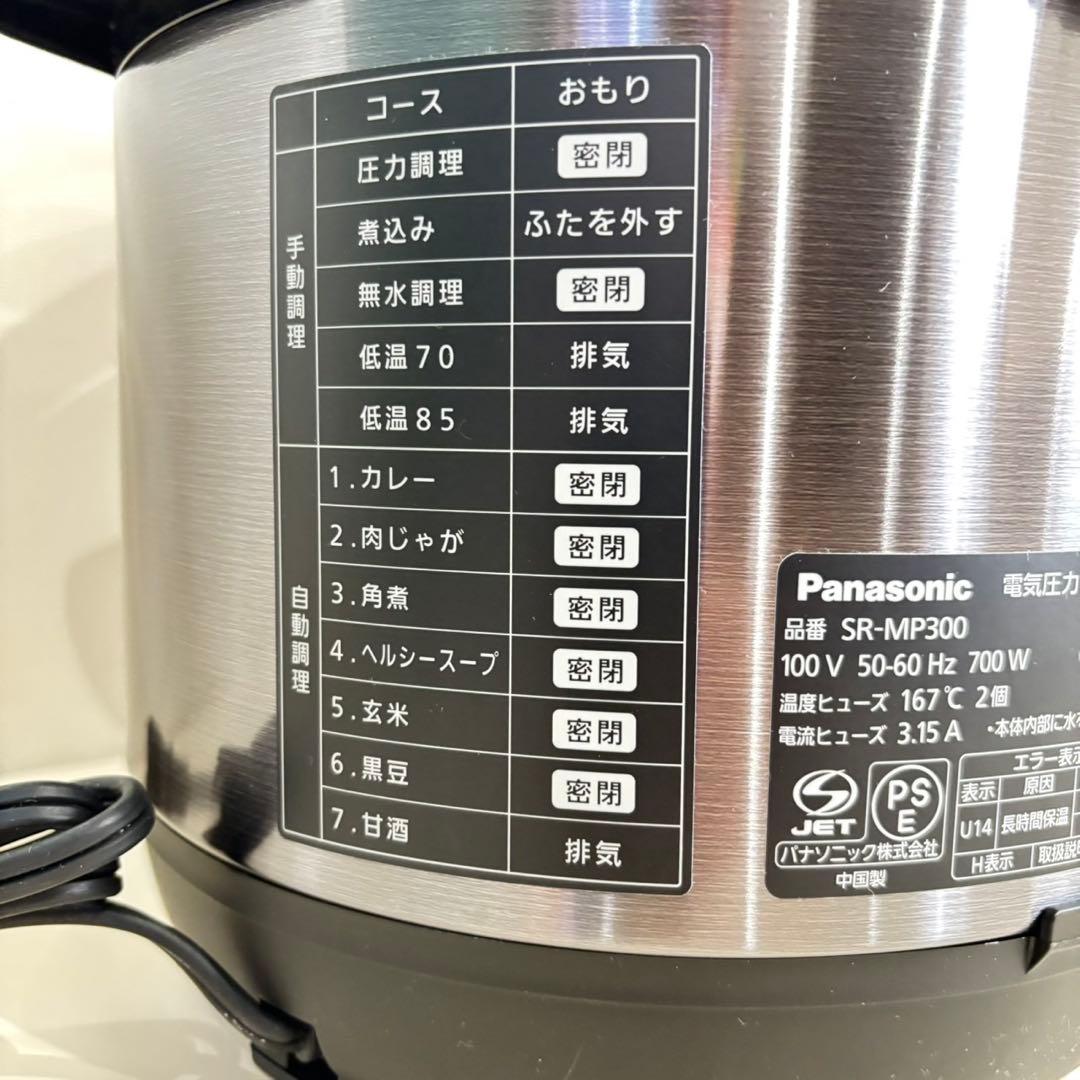 コース おもり
手動調理
圧力調理 密閉
煮込み ふたを外す
無水調理 密閉
低温70 排気
低温85 排気
自動調理
1.カレー 密閉
2.肉じゃが 密閉
3.角煮 密閉
4.ヘルシースープ 密閉
5.玄米 密閉
6.黒豆 密閉
7.甘酒 排気
Panasonic 電気圧力
品番 SR-MP300
100 V 50-60 Hz 700 W
温度ヒューズ 167℃ 2個
電流ヒューズ 3.15 A ・本体内部に水を
エラー表示
表示 原因
U14 長時間保温
H表示 取扱説明
JET
PS
E
パナソニック株式会社
中国製